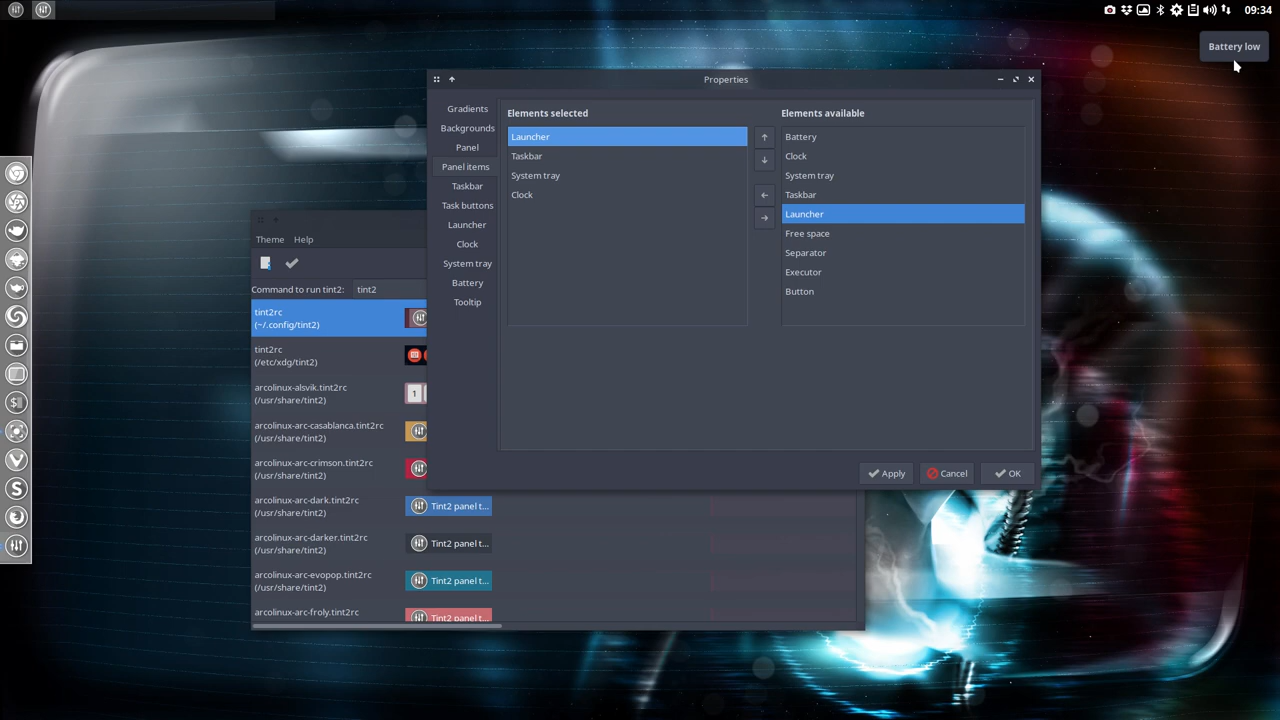 09:34
Battery low
Properties
Gradients
Backgrounds
Panel
Panel items
Taskbar
Task buttons
Launcher
Clock
System tray
Battery
Tooltip
Elements selected
Launcher
Taskbar
System tray
Clock
Elements available
Battery
Clock
System tray
Taskbar
Launcher
Free space
Separator
Executor
Button
Apply
Cancel
OK
Theme Help
Command to run tint2: tint2
tint2rc
(~/.config/tint2)
tint2rc
(/etc/xdg/tint2)
arcolinux-alsvik.tint2rc
(/usr/share/tint2)
1
arcolinux-arc-casablanca.tint2rc
(/usr/share/tint2)
arcolinux-arc-crimson.tint2rc
(/usr/share/tint2)
arcolinux-arc-dark.tint2rc
(/usr/share/tint2)
Tint2 panel t...
arcolinux-arc-darker.tint2rc
(/usr/share/tint2)
Tint2 panel t...
arcolinux-arc-evopop.tint2rc
(/usr/share/tint2)
Tint2 panel t...
arcolinux-arc-froly.tint2rc
Tint2 panel t...